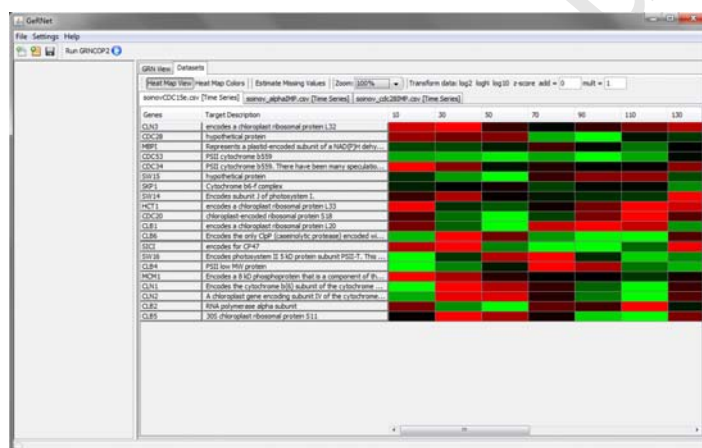 GeRNet
File Settings Help
Run GRNCOP2
GRN View Datasets
Heat Map View Heat Map Colors Estimate Missing Values Zoom: 100% Transform data: log2 logN log10 z-score add = 0 mult = 1
soinovCDC15e.csv [Time Series] soinov_alphaIMP.csv [Time Series] soinov_cdc28IMP.csv [Time Series]
Genes Target Description 10 30 50 70 90 110 130
CLN3 encodes a chloroplast ribosomal protein L32
CDC28 hypothetical protein
MBP1 Represents a plastid-encoded subunit of a NAD(P)H dehy...
CDC53 PSII cytochrome b559
CDC34 PSII cytochrome b559. There have been many speculatio...
SWI5 hypothetical protein
SKP1 Cytochrome b6-f complex
SWI4 Encodes subunit J of photosystem I.
HCT1 encodes a chloroplast ribosomal protein L33
CDC20 chloroplast-encoded ribosomal protein S18
CLB1 encodes a chloroplast ribosomal protein L20
CLB6 Encodes the only ClpP (caseinolytic protease) encoded wi...
SIC1 encodes for CP47
SWI6 Encodes photosystem II 5 kD protein subunit PSII-T. This ...
CLB4 PSII low MW protein
MCM1 Encodes a 8 kD phosphoprotein that is a component of th...
CLN1 Encodes the cytochrome b(6) subunit of the cytochrome ...
CLN2 A chloroplast gene encoding subunit IV of the cytochrome...
CLB2 RNA polymerase alpha subunit
CLB5 30S chloroplast ribosomal protein S11